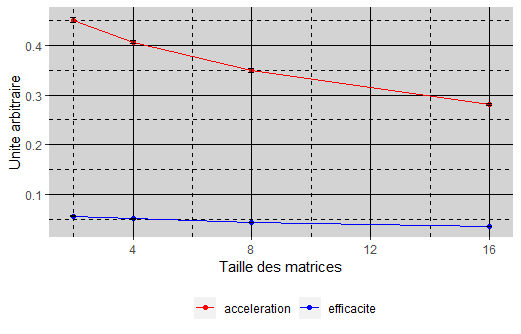 Unite arbitraire
0.4
0.3
0.2
0.1
4
8
12
16
Taille des matrices
acceleration
efficacite